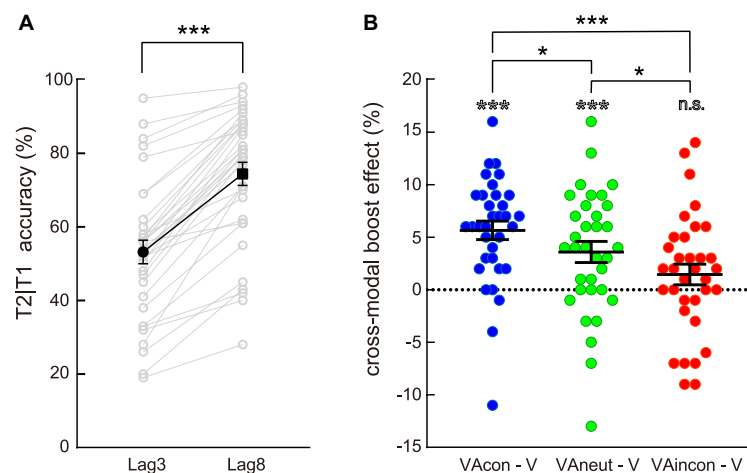 A
***
T2|T1 accuracy (%)
100
80
60
40
20
0
Lag3
Lag8
B
***
*
*
***
***
n.s.
cross-modal boost effect (%)
20
15
10
5
0
-5
-10
-15
VAcon - V
VAneut - V
VAincon - V